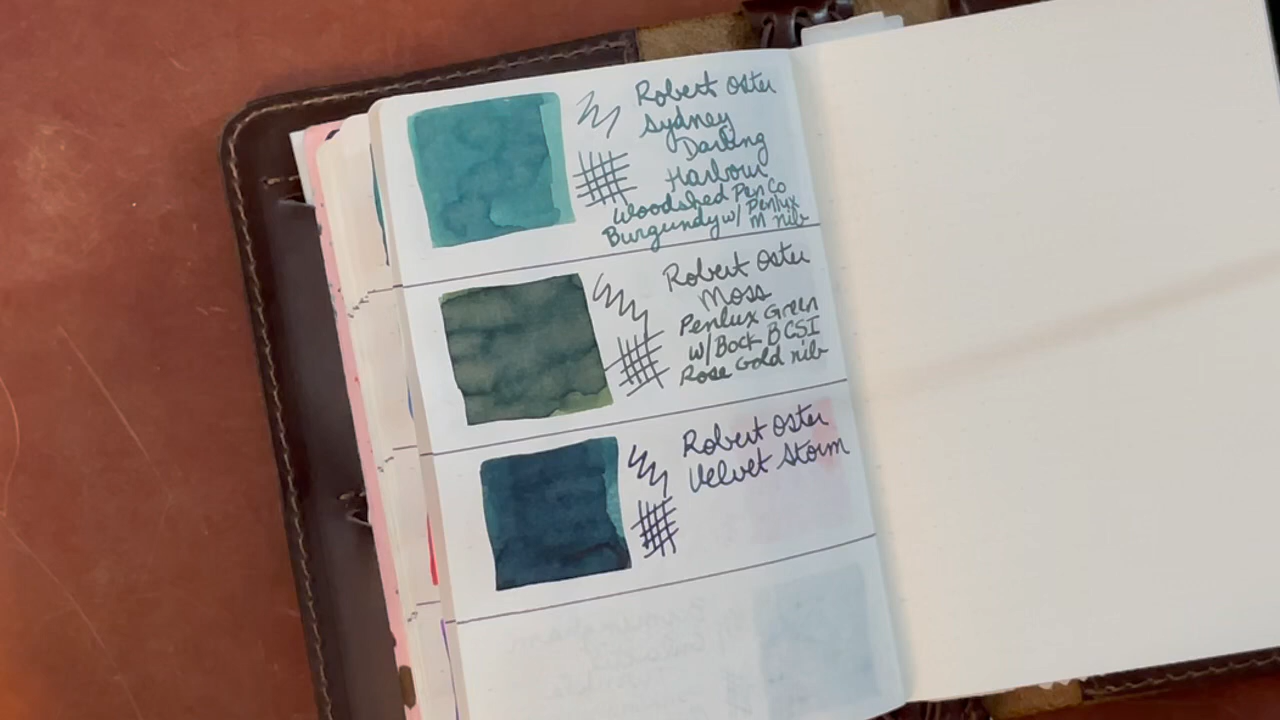 Robert Oster
Sydney
Darling
Harbour
Woodshed Pen Co
Burgundy w/ Penlux
M nib
Robert Oster
Moss
Penlux Green
w/Bock B CSI
Rose Gold nib
Robert Oster
Velvet Storm